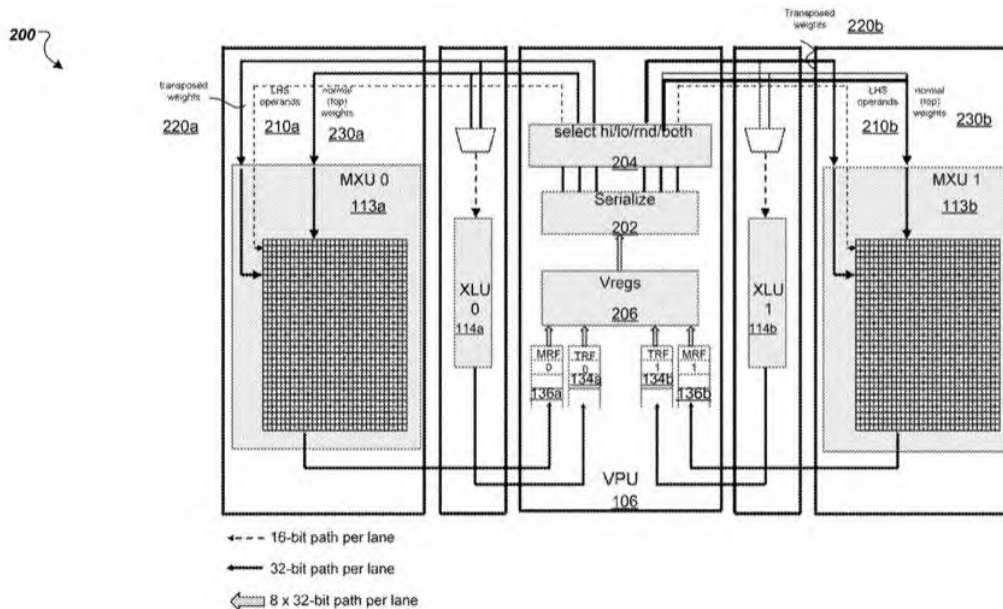 200
transposed
weights
220a
LHS
operands
210a
normal
(top)
weights
230a
Transposed
weights
220b
LHS
operands
210b
normal
(top)
weights
230b
select hi/lo/rnd/both
204
Serialize
202
Vregs
206
MXU 0
113a
MXU 1
113b
XLU
0
114a
XLU
1
114b
MRF
0
136a
TRF
0
134a
TRF
1
134b
MRF
1
136b
VPU
106
16-bit path per lane
32-bit path per lane
8 x 32-bit path per lane